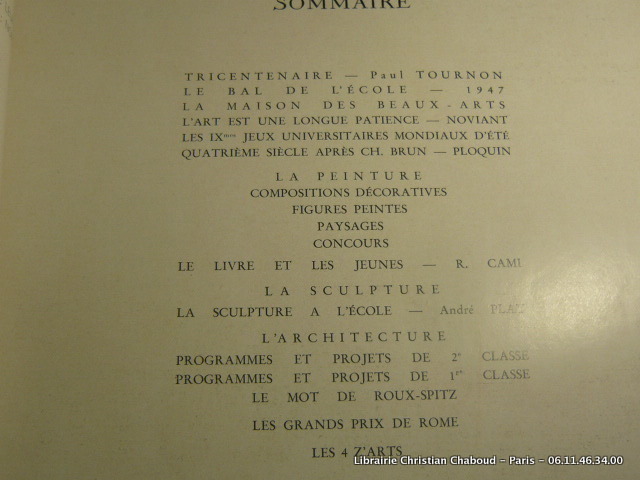 SOMMAIRE
TRICENTENAIRE — Paul TOURNON
LE BAL DE L'ÉCOLE — 1947
LA MAISON DES BEAUX-ARTS
L'ART EST UNE LONGUE PATIENCE — NOVIANT
LES IXmes JEUX UNIVERSITAIRES MONDIAUX D'ÉTÉ
QUATRIÈME SIÈCLE APRÈS CH. BRUN — PLOQUIN
LA PEINTURE
COMPOSITIONS DÉCORATIVES
FIGURES PEINTES
PAYSAGES
CONCOURS
LE LIVRE ET LES JEUNES — R. CAMI
LA SCULPTURE
LA SCULPTURE A L'ÉCOLE — André
L'ARCHITECTURE
PROGRAMMES ET PROJETS DE 2e CLASSE
PROGRAMMES ET PROJETS DE 1re CLASSE
LE MOT DE ROUX-SPITZ
LES GRANDS PRIX DE ROME
LES 4 Z'ARTS
Librairie Christian Chaboud - Paris - 06.11.46.34.00